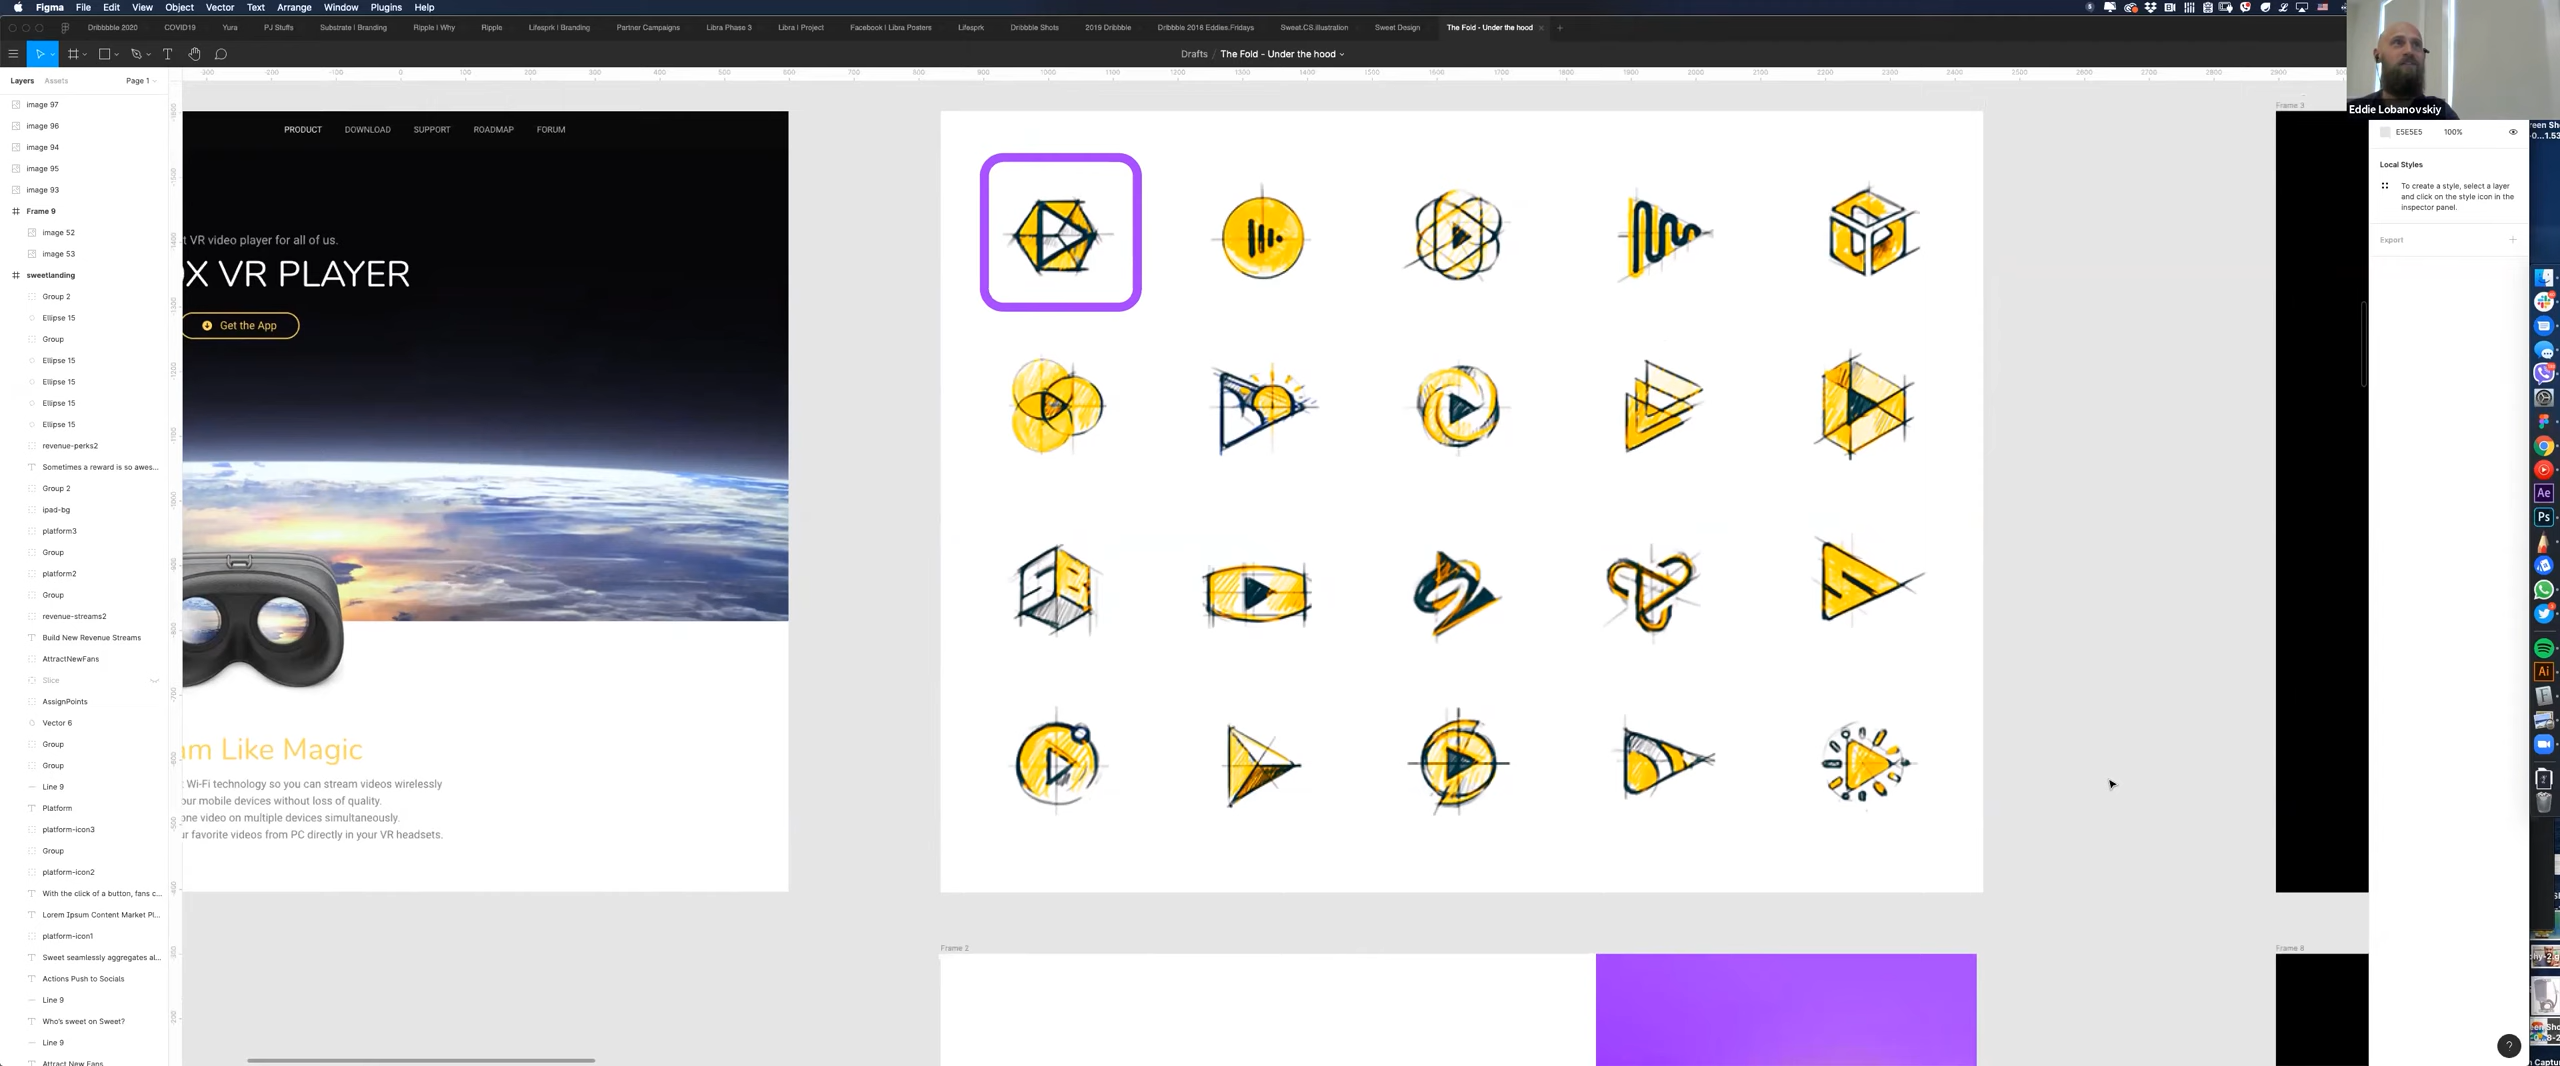 Figma File Edit View Object Vector Text Arrange Window Plugins Help
Dribbbble 2020 COVID19 Yura PJ Stuffs Substrate | Branding Ripple | Why Ripple Lifesprk | Branding Partner Campaigns Libra Phase 3 Libra | Project Facebook | Libra Posters Lifesprk Dribbble Shots 2019 Dribbble Dribbble 2018 Eddies.Fridays Sweet.CS.illustration Sweet Design The Fold - Under the hood
Drafts / The Fold - Under the hood
Layers Assets Page 1
image 97
image 96
image 94
image 95
image 93
Frame 9
image 52
image 53
sweetlanding
Group 2
Ellipse 15
Group
Ellipse 15
Ellipse 15
Ellipse 15
Ellipse 15
revenue-perks2
Sometimes a reward is so awes...
Group 2
ipad-bg
platform3
Group
platform2
Group
revenue-streams2
Build New Revenue Streams
AttractNewFans
Slice
AssignPoints
Vector 6
Group
Group
Line 9
Platform
platform-icon3
Group
platform-icon2
With the click of a button, fans c...
Lorem Ipsum Content Market Pl...
platform-icon1
Sweet seamlessly aggregates al...
Actions Push to Socials
Line 9
Who's sweet on Sweet?
Line 9
Attract New Fans
PRODUCT DOWNLOAD SUPPORT ROADMAP FORUM
t VR video player for all of us.
X VR PLAYER
Get the App
am Like Magic
t Wi-Fi technology so you can stream videos wirelessly
our mobile devices without loss of quality.
one video on multiple devices simultaneously.
ur favorite videos from PC directly in your VR headsets.
SB
Frame 2
Frame 3
Frame 8
Eddie Lobanovskiy
E5E5E5 100%
Local Styles
To create a style, select a layer
and click on the style icon in the
inspector panel.
Export
Ae
Ps
Ai
?